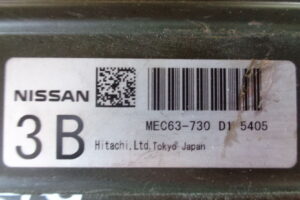 NISSAN
3B
MEC63-730 D1 5405
Hitachi,Ltd.Tokyo Japan